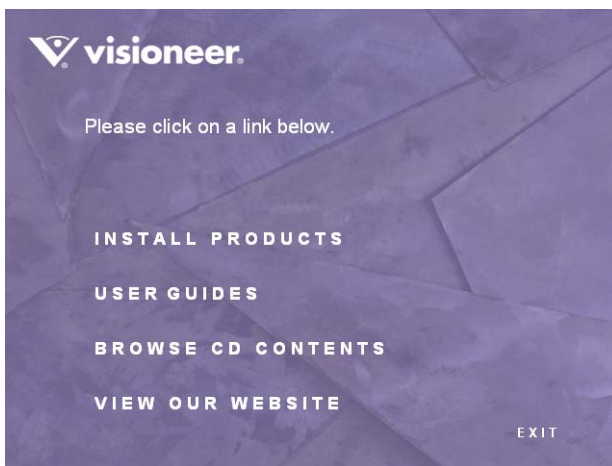 visioneer®
Please click on a link below.
INSTALL PRODUCTS
USER GUIDES
BROWSE CD CONTENTS
VIEW OUR WEBSITE
EXIT